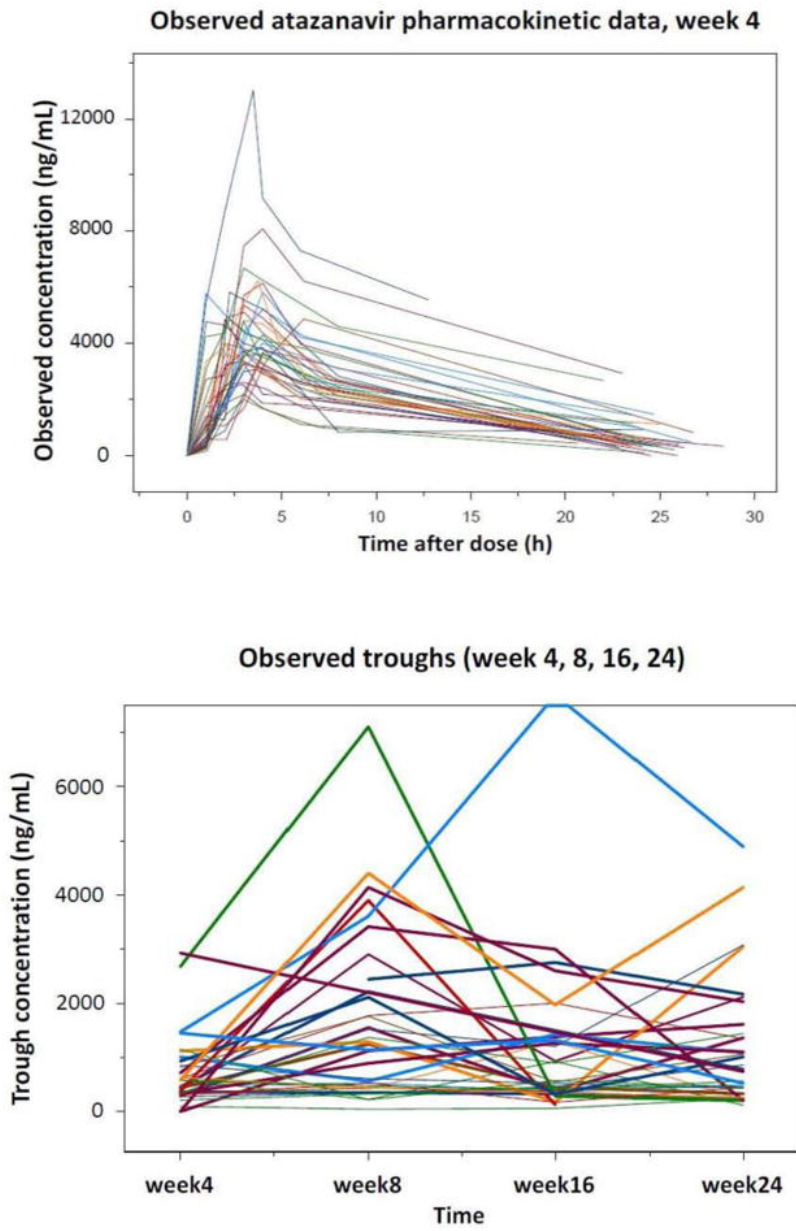 Observed atazanavir pharmacokinetic data, week 4
Observed concentration (ng/mL)
12000
8000
4000
0
0 5 10 15 20 25 30
Time after dose (h)
Observed troughs (week 4, 8, 16, 24)
Trough concentration (ng/mL)
6000
4000
2000
0
week4 week8 week16 week24
Time